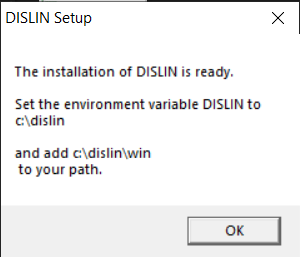 DISLIN Setup
The installation of DISLIN is ready.
Set the environment variable DISLIN to
c:\dislin
and add c:\dislin\win
to your path.
OK